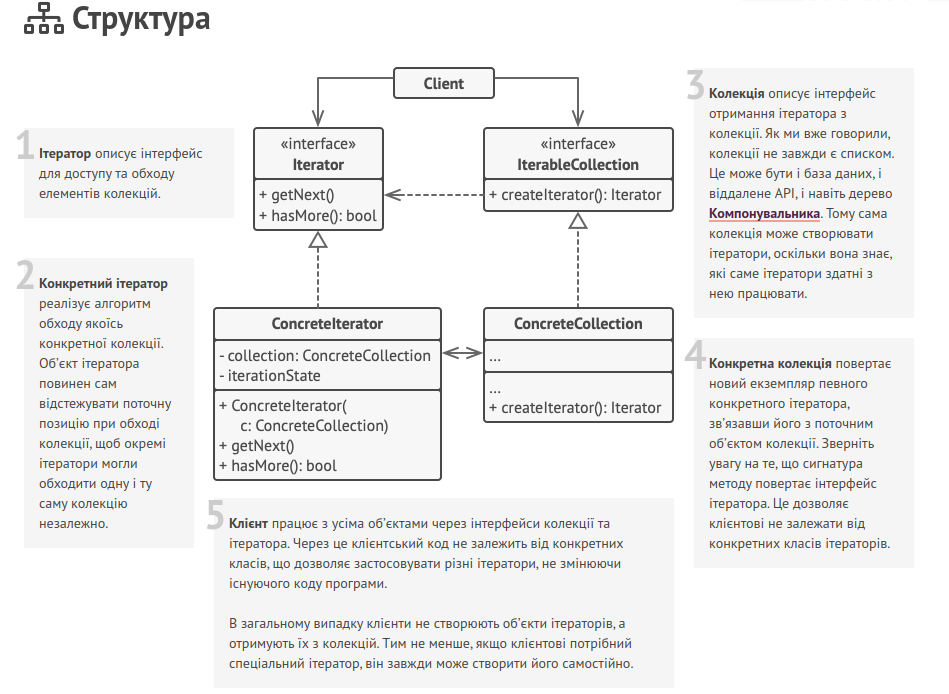 Структура
Client
«interface»
Iterator
+ getNext()
+ hasMore(): bool
«interface»
IterableCollection
+ createIterator(): Iterator
ConcreteIterator
- collection: ConcreteCollection
- iterationState
+ ConcreteIterator(
c: ConcreteCollection)
+ getNext()
+ hasMore(): bool
ConcreteCollection
...
...
+ createIterator(): Iterator
1
Ітератор описує інтерфейс
для доступу та обходу
елементів колекцій.
2
Конкретний ітератор
реалізує алгоритм
обходу якоїсь
конкретної колекції.
Об’єкт ітератора
повинен сам
відстежувати поточну
позицію при обході
колекції, щоб окремі
ітератори могли
обходити одну і ту
саму колекцію
незалежно.
3
Колекція описує інтерфейс
отримання ітератора з
колекції. Як ми вже говорили,
колекції не завжди є списком.
Це може бути і база даних, і
віддалене API, і навіть дерево
Компонувальника. Тому сама
колекція може створювати
ітератори, оскільки вона знає,
які саме ітератори здатні з
нею працювати.
4
Конкретна колекція повертає
новий екземпляр певного
конкретного ітератора,
зв’язавши його з поточним
об’єктом колекції. Зверніть
увагу на те, що сигнатура
методу повертає інтерфейс
ітератора. Це дозволяє
клієнтові не залежати від
конкретних класів ітераторів.
5
Клієнт працює з усіма об’єктами через інтерфейси колекції та
ітератора. Через це клієнтський код не залежить від конкретних
класів, що дозволяє застосовувати різні ітератори, не змінюючи
існуючого коду програми.
В загальному випадку клієнти не створюють об’єкти ітераторів, а
отримують їх з колекцій. Тим не менше, якщо клієнтові потрібний
спеціальний ітератор, він завжди може створити його самостійно.